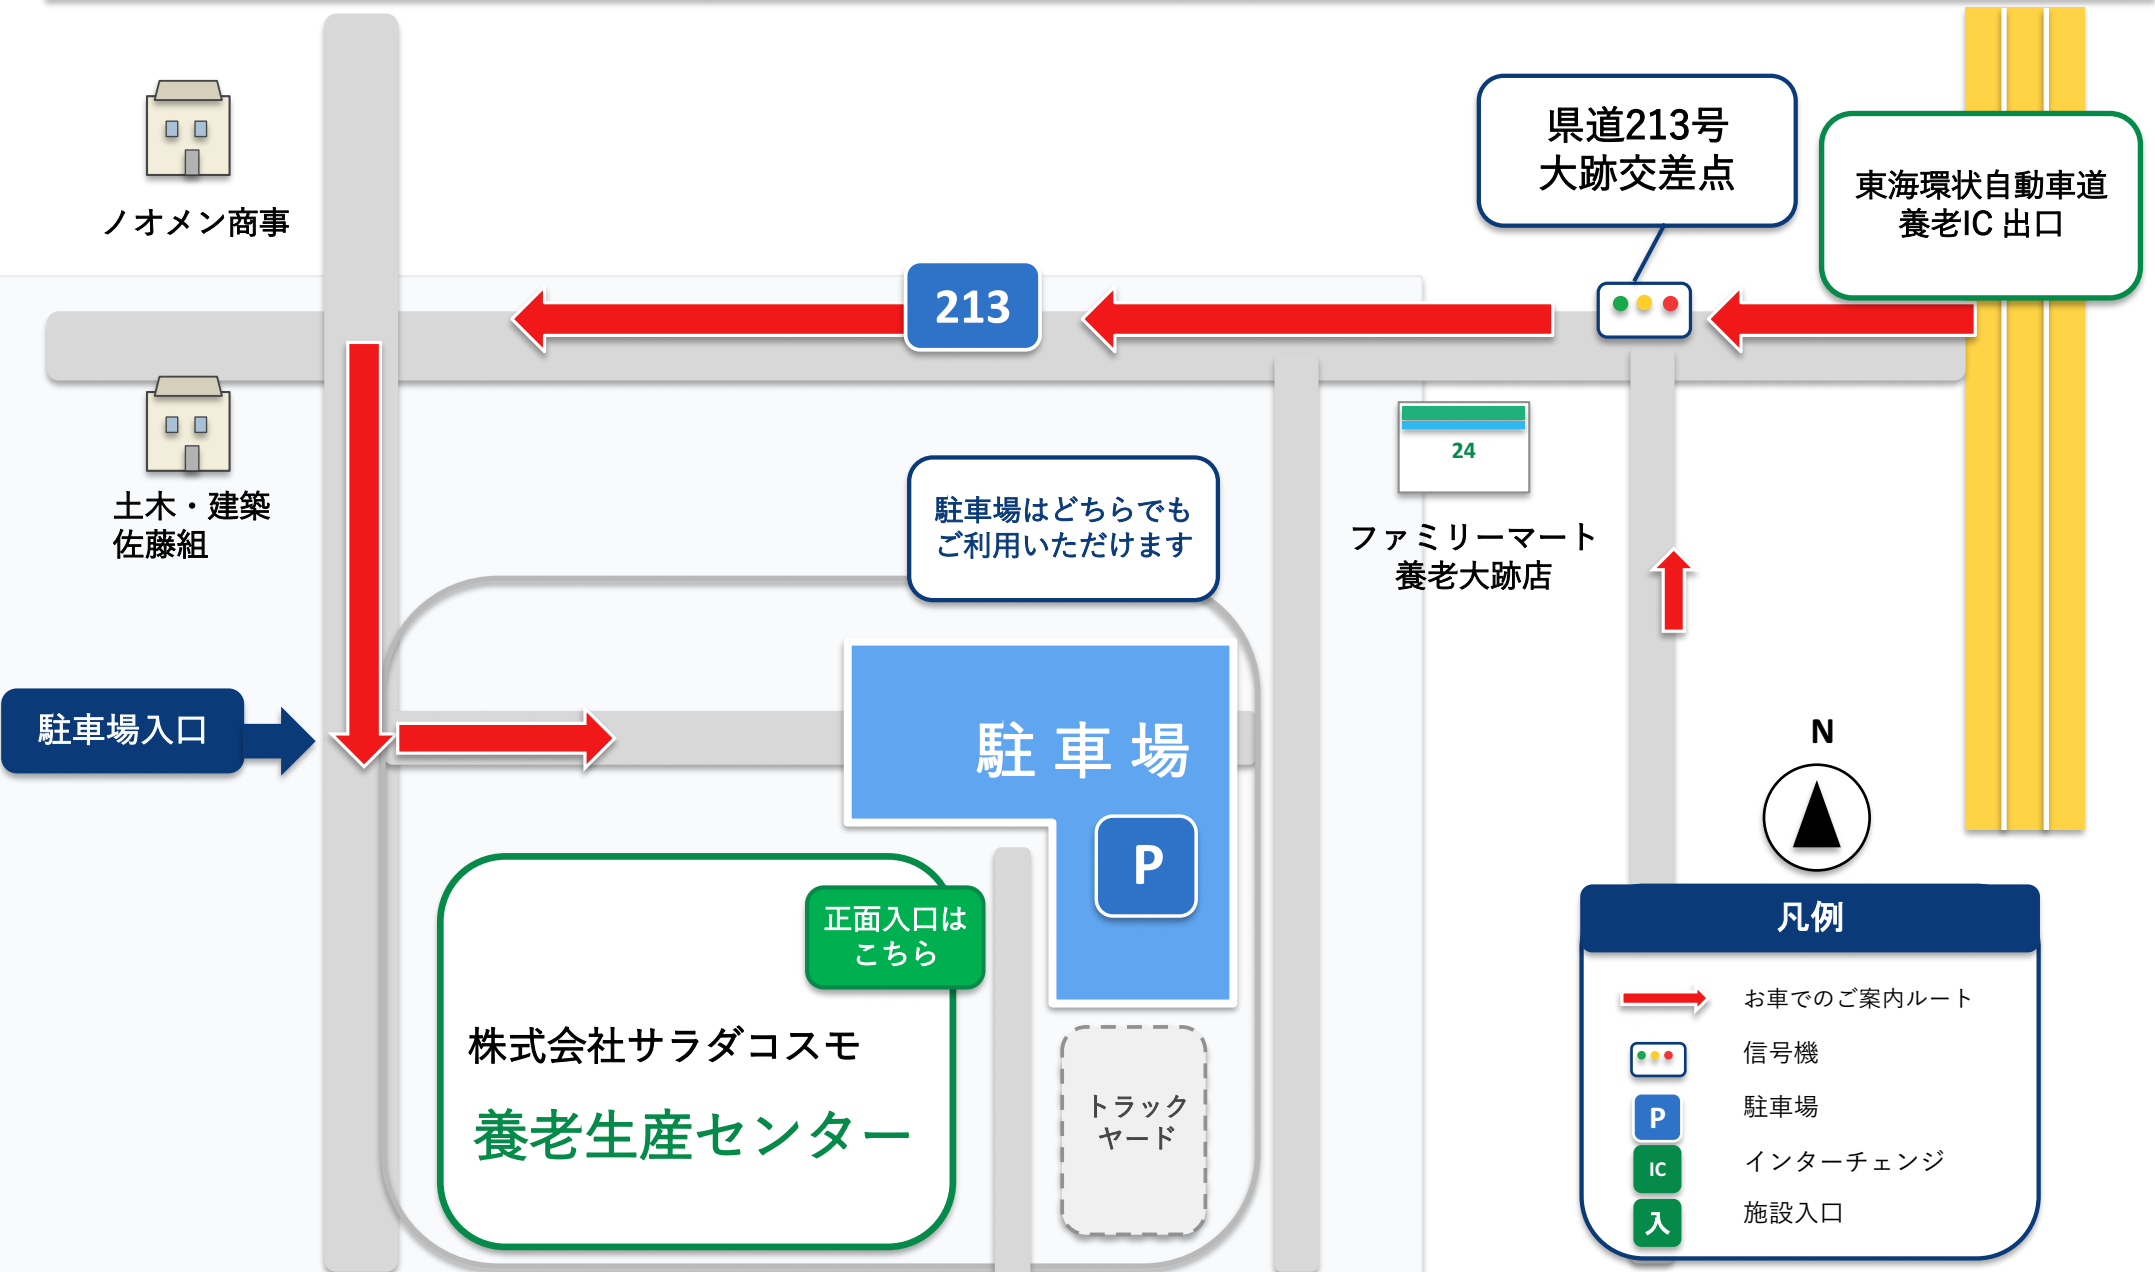 県道213号
大跡交差点
東海環状自動車道
養老IC 出口
ノオメン商事
213
24
土木・建築
佐藤組
駐車場はどちらでも
ご利用いただけます
ファミリーマート
養老大跡店
駐車場入口
駐車場
P
N
正面入口は
こちら
株式会社サラダコスモ
養老生産センター
トラック
ヤード
凡例
お車でのご案内ルート
信号機
P
駐車場
IC
インターチェンジ
入
施設入口